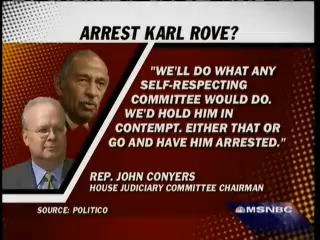 ARREST KARL ROVE?
"WE'LL DO WHAT ANY
SELF-RESPECTING
COMMITTEE WOULD DO.
WE'D HOLD HIM IN
CONTEMPT. EITHER THAT OR
GO AND HAVE HIM ARRESTED."
REP. JOHN CONYERS
HOUSE JUDICIARY COMMITTEE CHAIRMAN
SOURCE: POLITICO
MSNBC